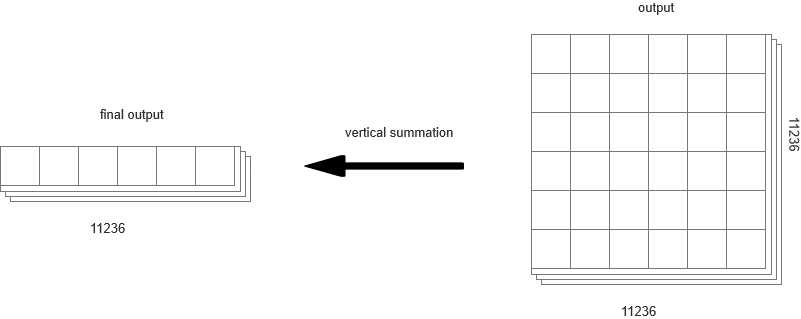 output
final output
vertical summation
11236
11236
11236